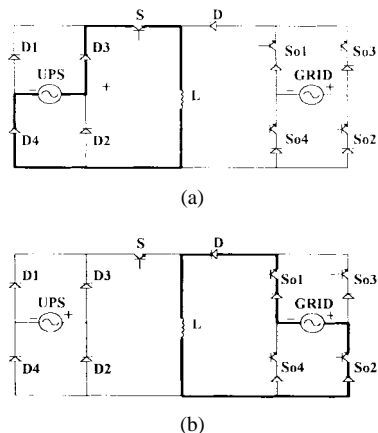 S D
D1 D3 So1 So3
UPS GRID
− + − +
L
D4 D2 So4 So2
(a)
S D
D1 D3 So1 So3
UPS GRID
− + − +
L
D4 D2 So4 So2
(b)